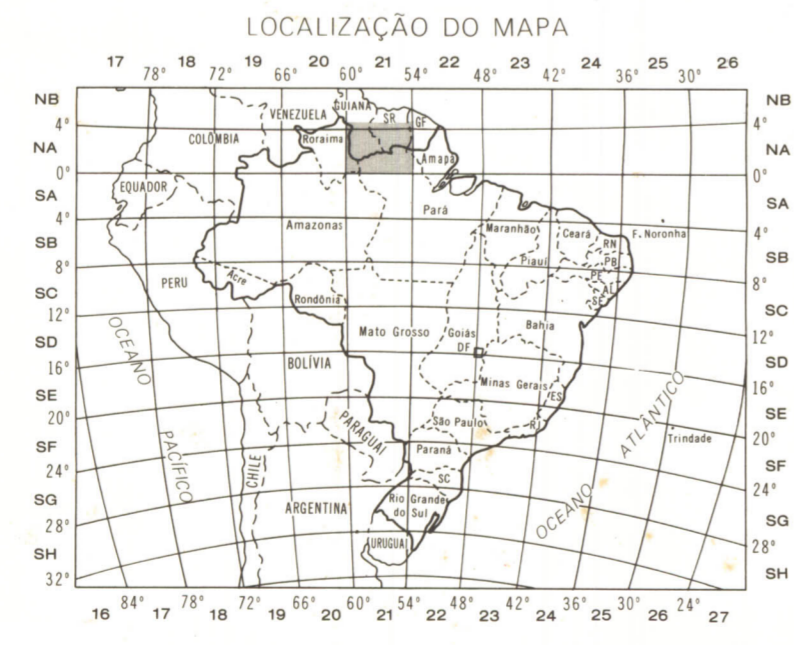 LOCALIZAÇÃO DO MAPA
17 18 19 20 21 22 23 24 25 26
78° 72° 66° 60° 54° 48° 42° 36° 30°
NB NB
GUIANA
VENEZUELA SR GF
4° 4°
COLÔMBIA Roraima
NA NA
Amapá
0° 0°
EQUADOR
SA SA
Pará
4° Amazonas Maranhão Ceará F. Noronha 4°
SB RN SB
Piauí PB
8° PERU Acre PE 8°
AL
SC Rondônia SE SC
12° Mato Grosso Goiás Bahia 12°
OCEANO DF
SD BOLÍVIA SD
16° Minas Gerais 16°
SE ES SE
20° PARAGUAI São Paulo RJ ATLÂNTICO 20°
SF PACÍFICO Paraná Trindade SF
24° CHILE SC 24°
SG Rio Grande SG
ARGENTINA do Sul OCEANO
28° URUGUAI 28°
SH SH
32°
84° 78° 72° 66° 60° 54° 48° 42° 36° 30° 24°
16 17 18 19 20 21 22 23 24 25 26 27